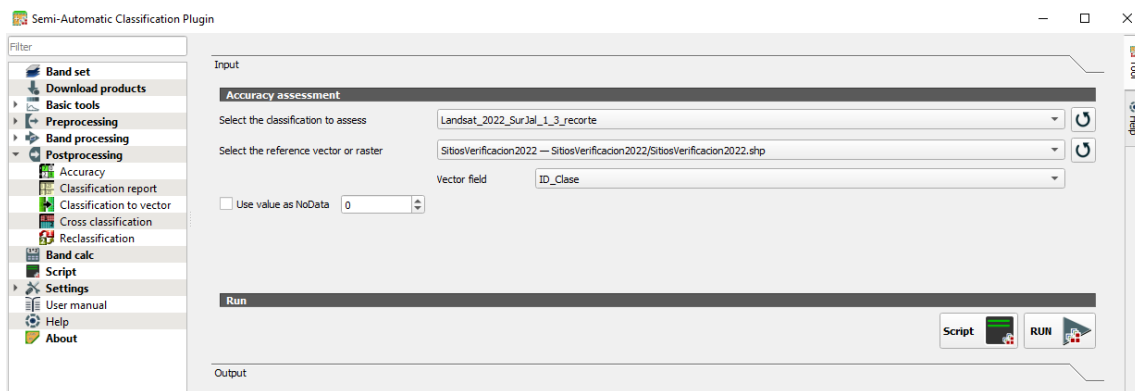 Semi-Automatic Classification Plugin
Filter
Band set
Download products
Basic tools
Preprocessing
Band processing
Postprocessing
Accuracy
Classification report
Classification to vector
Cross classification
Reclassification
Band calc
Script
Settings
User manual
Help
About
Input
Accuracy assessment
Select the classification to assess
Landsat_2022_SurJal_1_3_recorte
Select the reference vector or raster
SitiosVerificacion2022 — SitiosVerificacion2022/SitiosVerificacion2022.shp
Vector field
ID_Clase
Use value as NoData
0
Run
Script
RUN
Output
Help